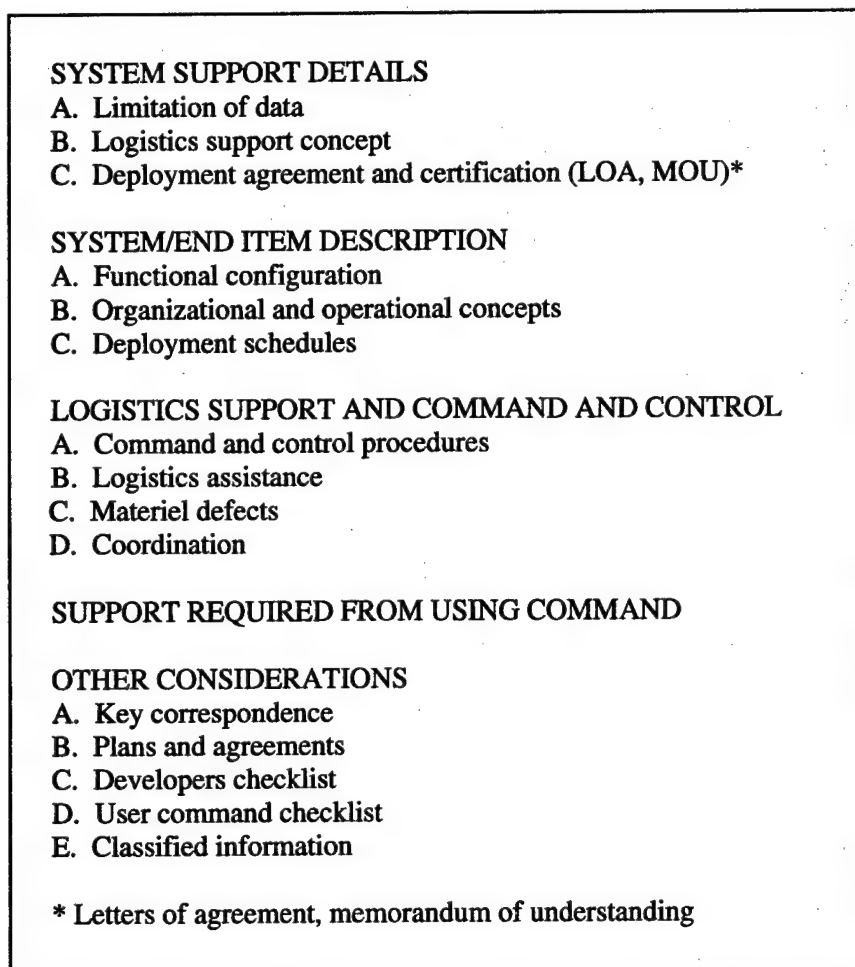 SYSTEM SUPPORT DETAILS
A. Limitation of data
B. Logistics support concept
C. Deployment agreement and certification (LOA, MOU)*
SYSTEM/END ITEM DESCRIPTION
A. Functional configuration
B. Organizational and operational concepts
C. Deployment schedules
LOGISTICS SUPPORT AND COMMAND AND CONTROL
A. Command and control procedures
B. Logistics assistance
C. Materiel defects
D. Coordination
SUPPORT REQUIRED FROM USING COMMAND
OTHER CONSIDERATIONS
A. Key correspondence
B. Plans and agreements
C. Developers checklist
D. User command checklist
E. Classified information
* Letters of agreement, memorandum of understanding